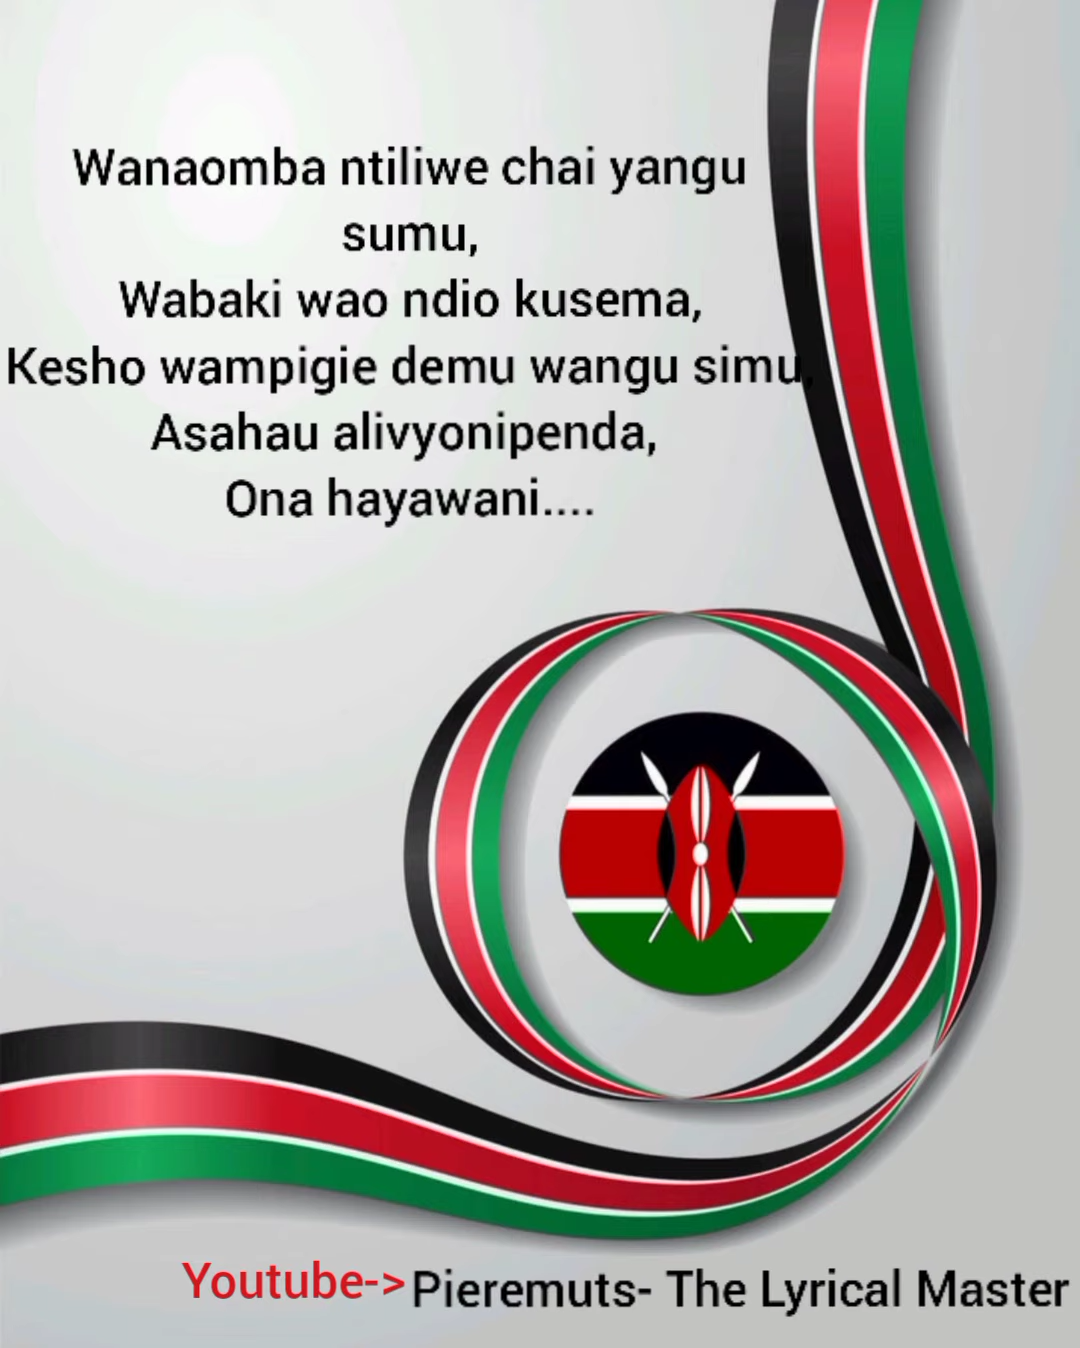 Wanaomba ntiliwe chai yangu
sumu,
Wabaki wao ndio kusema,
Kesho wampigie demu wangu simu,
Asahau alivyonipenda,
Ona hayawani....
Youtube-> Pieremuts- The Lyrical Master